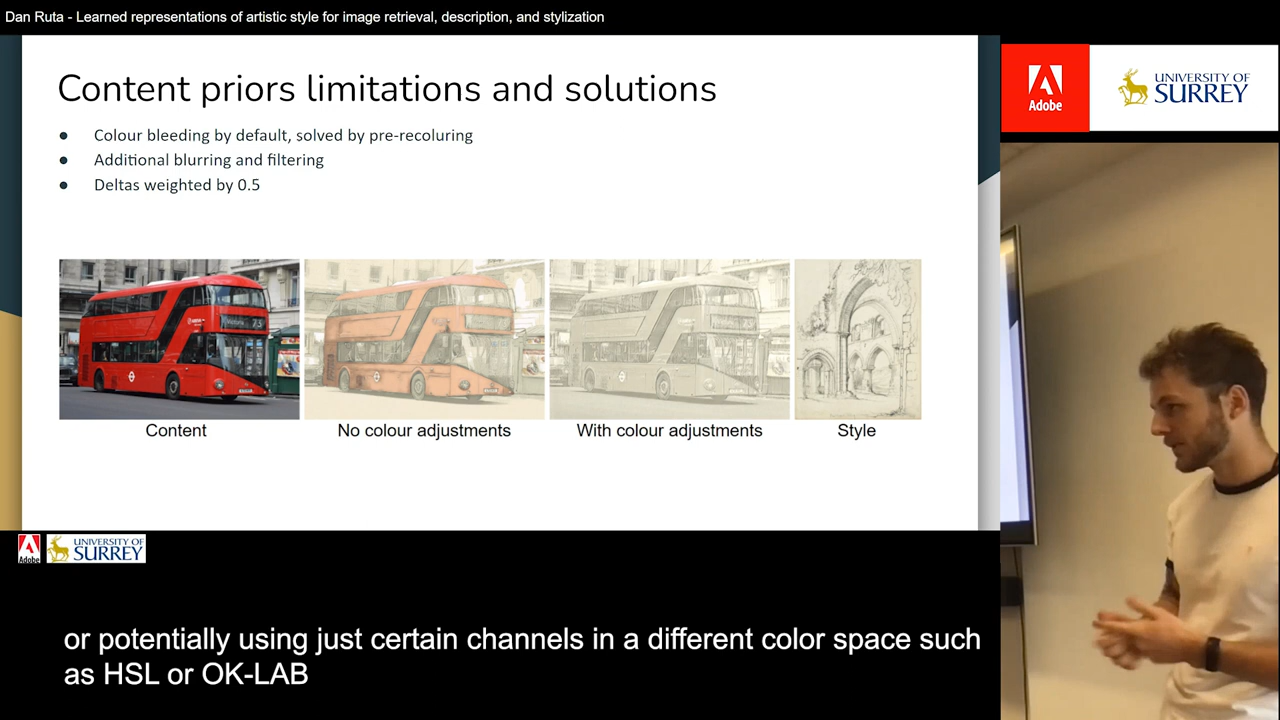 Dan Ruta - Learned representations of artistic style for image retrieval, description, and stylization
Content priors limitations and solutions
Colour bleeding by default, solved by pre-recoluring
Additional blurring and filtering
Deltas weighted by 0.5
Content
No colour adjustments
With colour adjustments
Style
Adobe
UNIVERSITY OF
SURREY
Adobe
UNIVERSITY OF
SURREY
or potentially using just certain channels in a different color space such
as HSL or OK-LAB